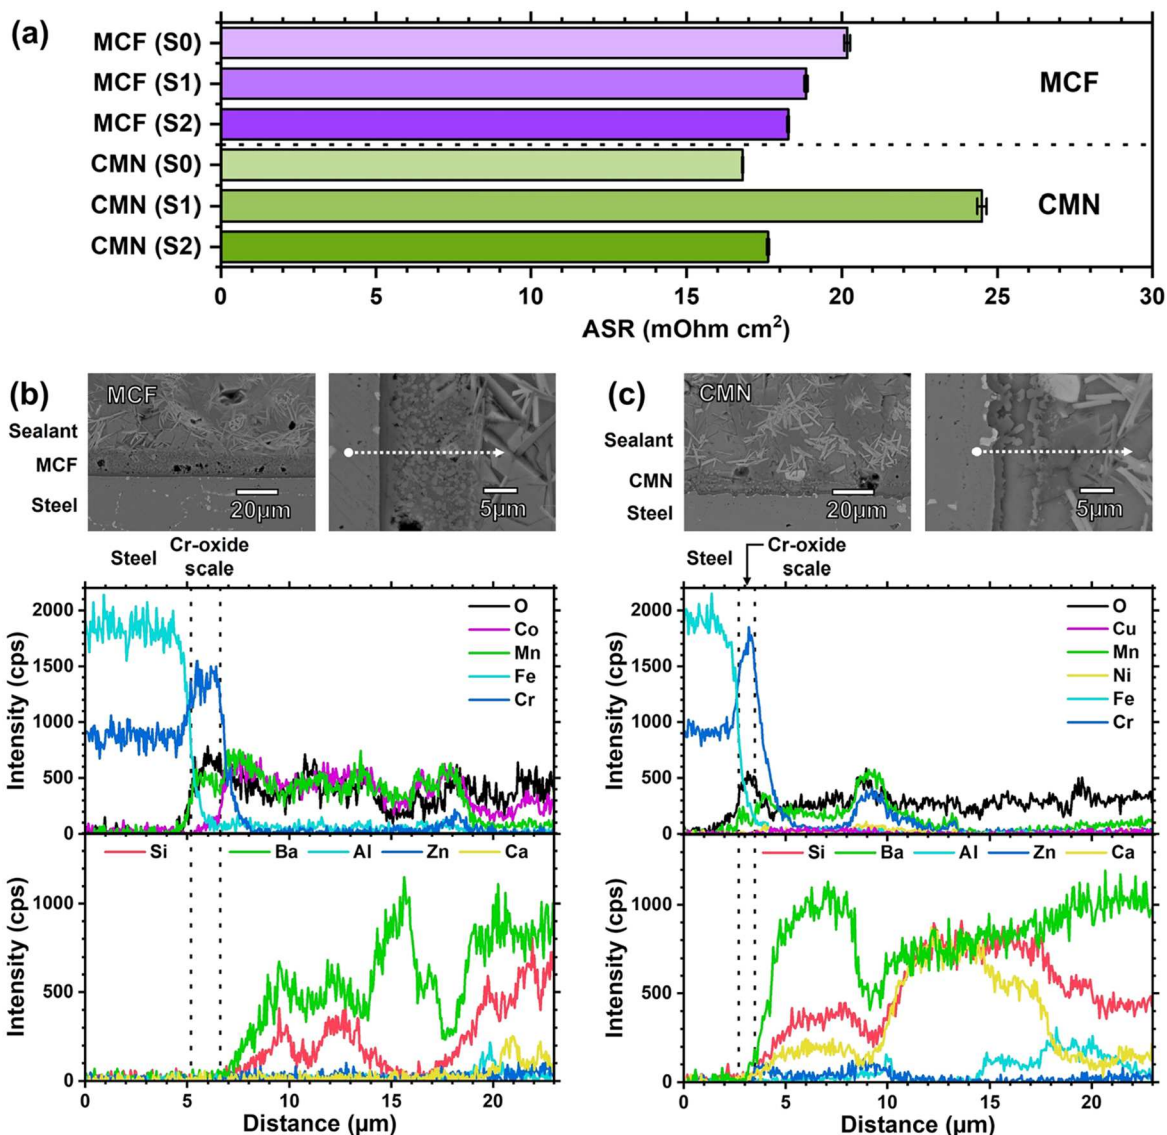 (a)
MCF (S0)
MCF (S1)
MCF
MCF (S2)
CMN (S0)
CMN (S1)
CMN
CMN (S2)
0 5 10 15 20 25 30
ASR (mOhm cm²)
(b)
MCF
Sealant
MCF
Steel
20µm
5µm
Steel
Cr-oxide
scale
2000
1500
1000
500
0
Intensity (cps)
O
Co
Mn
Fe
Cr
Si Ba Al Zn Ca
1000
500
0
Intensity (cps)
0 5 10 15 20
Distance (µm)
(c)
CMN
Sealant
CMN
Steel
20µm
5µm
Steel
Cr-oxide
scale
2000
1500
1000
500
0
Intensity (cps)
O
Cu
Mn
Ni
Fe
Cr
Si Ba Al Zn Ca
1000
500
0
Intensity (cps)
0 5 10 15 20
Distance (µm)